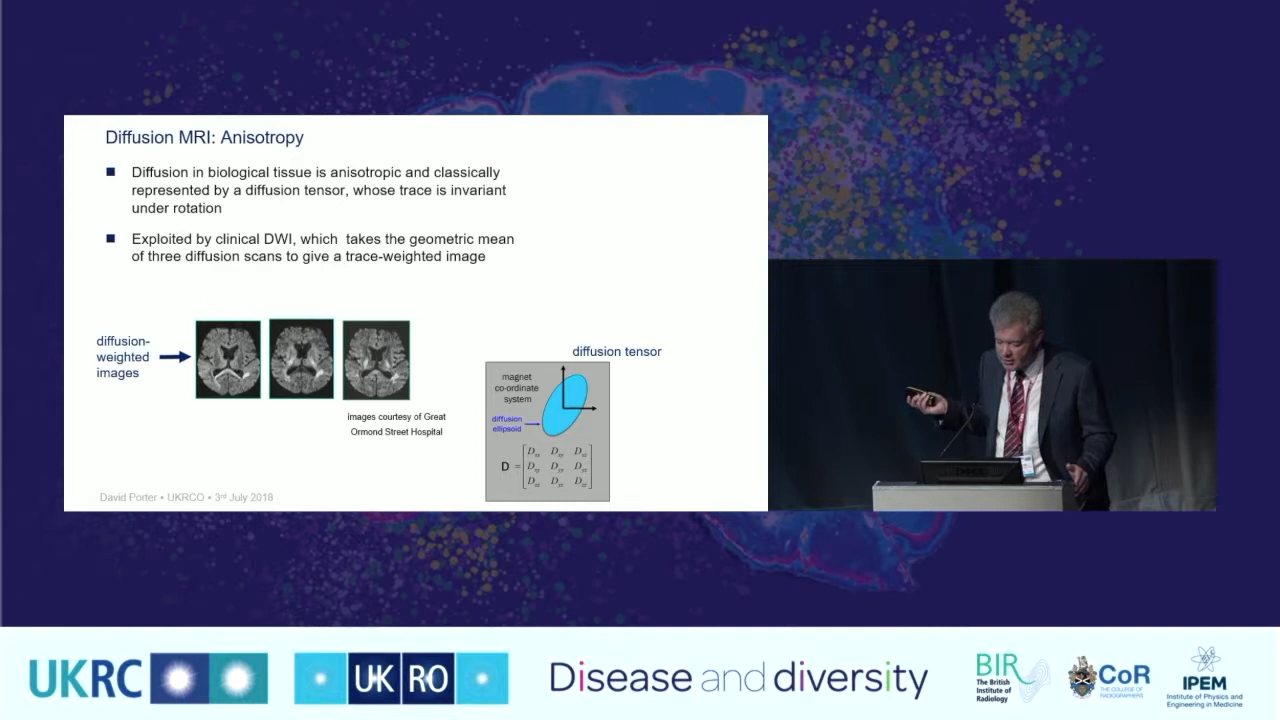 Diffusion MRI: Anisotropy
Diffusion in biological tissue is anisotropic and classically
represented by a diffusion tensor, whose trace is invariant
under rotation
Exploited by clinical DWI, which takes the geometric mean
of three diffusion scans to give a trace-weighted image
diffusion-
weighted
images
images courtesy of Great
Ormond Street Hospital
diffusion tensor
magnet
co-ordinate
system
diffusion
ellipsoid
D =
David Porter • UKRCO • 3rd July 2018
UKRC
UK RO
Disease and diversity
BIR
The British
Institute of
Radiology
CoR
THE COLLEGE OF
RADIOGRAPHERS
IPEM
Institute of Physics and
Engineering in Medicine